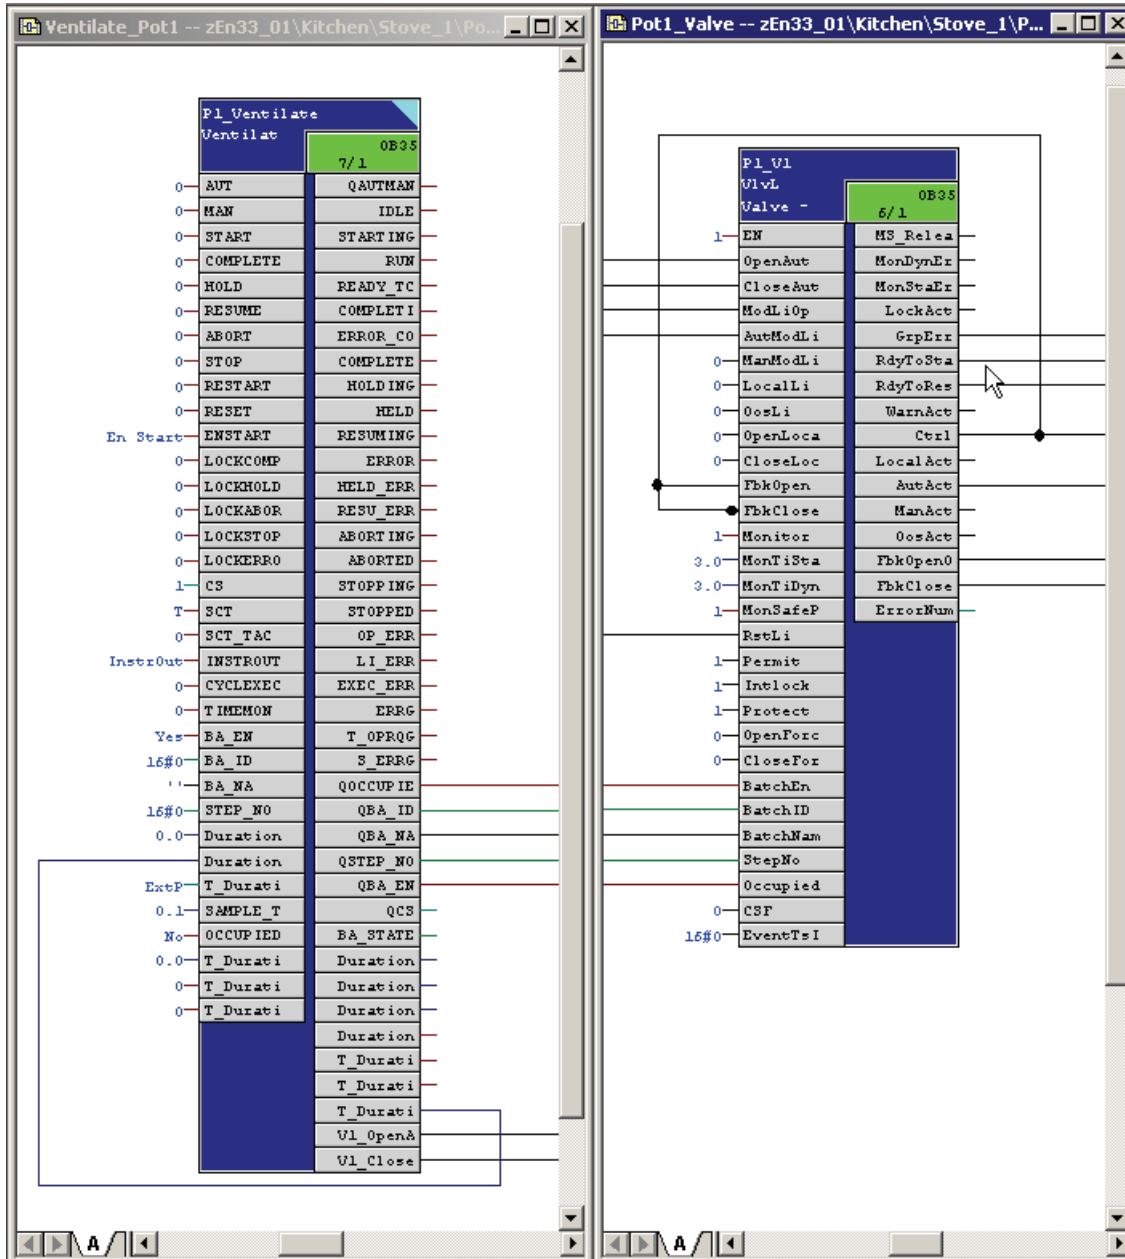 Ventilate_Pot1 -- zEn33_01\Kitchen\Stove_1\Po...
P1_Ventilate
Ventilat
OB35
7/1
0 AUT QAUTMAN
0 MAN IDLE
0 START STARTING
0 COMPLETE RUN
0 HOLD READY_TC
0 RESUME COMPLETI
0 ABORT ERROR_CO
0 STOP COMPLETE
0 RESTART HOLDING
0 RESET HELD
En Start ENSTART RESUMING
0 LOCKCOMP ERROR
0 LOCKHOLD HELD_ERR
0 LOCKABOR RESU_ERR
0 LOCKSTOP ABORTING
0 LOCKERRO ABORTED
1 CS STOPPING
T SCT STOPPED
0 SCT_TAC OP_ERR
InstrOut INSTROUT LI_ERR
0 CYCLEXEC EXEC_ERR
0 TIMEMON ERRG
Yes BA_EN T_OPRQG
16#0 BA_ID S_ERRG
'' BA_NA QOCCUPIE
16#0 STEP_NO QBA_ID
0.0 Duration QBA_NA
Duration QSTEP_NO
ExtP T_Durati QBA_EN
0.1 SAMPLE_T QCS
No OCCUPIED BA_STATE
0.0 T_Durati Duration
0 T_Durati Duration
0 T_Durati Duration
Duration
T_Durati
T_Durati
T_Durati
V1_OpenA
V1_Close
A
Pot1_Valve -- zEn33_01\Kitchen\Stove_1\P...
P1_V1
VlvL
Valve -
OB35
6/1
1 EN MS_Relea
OpenAut MonDynEr
CloseAut MonStaEr
ModLiOp LockAct
AutModLi GrpErr
0 ManModLi RdyToSta
0 LocalLi RdyToRes
0 OosLi WarnAct
0 OpenLoca Ctrl
0 CloseLoc LocalAct
FbkOpen AutAct
FbkClose ManAct
1 Monitor OosAct
3.0 MonTiSta FbkOpenO
3.0 MonTiDyn FbkClose
1 MonSafeP ErrorNum
RstLi
1 Permit
1 Intlock
1 Protect
0 OpenForc
0 CloseFor
BatchEn
BatchID
BatchNam
StepNo
Occupied
0 CSF
16#0 EventTsI
A